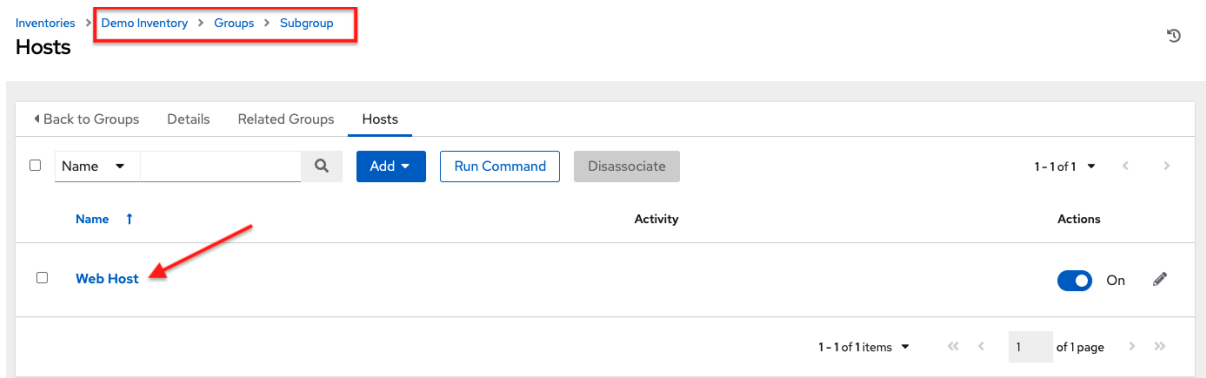 Inventories > Demo Inventory > Groups > Subgroup
Hosts
Back to Groups Details Related Groups Hosts
Name Add Run Command Disassociate 1-1 of 1
Name Activity Actions
Web Host On
1-1 of 1 items 1 of 1 page